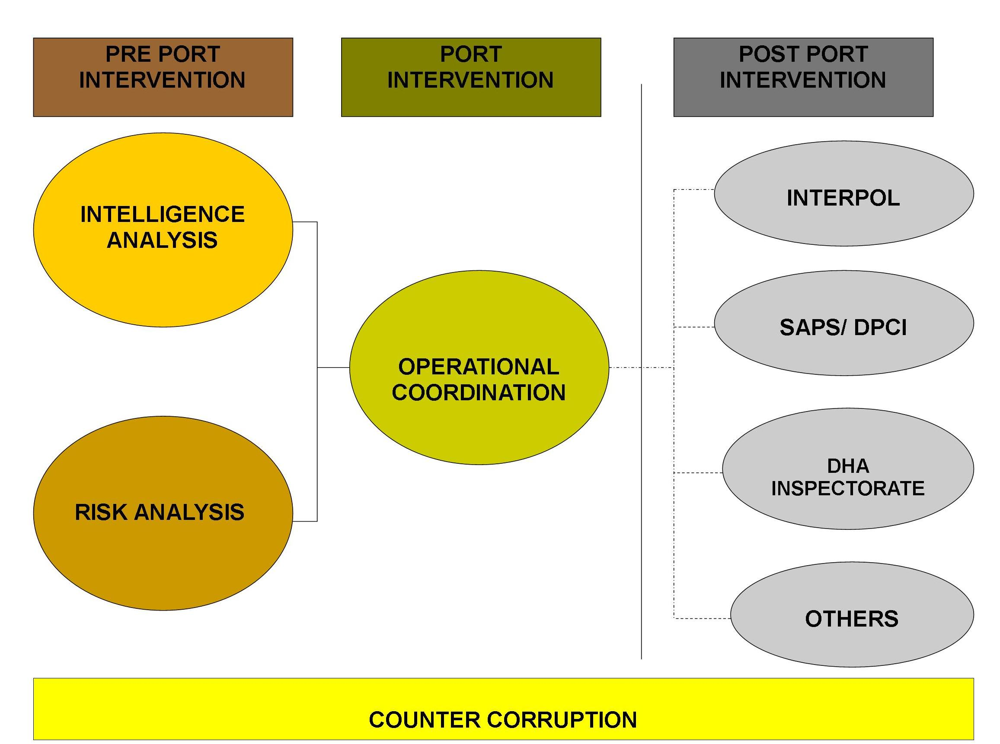 PRE PORT
INTERVENTION
PORT
INTERVENTION
POST PORT
INTERVENTION
INTELLIGENCE
ANALYSIS
RISK ANALYSIS
OPERATIONAL
COORDINATION
INTERPOL
SAPS/ DPCI
DHA
INSPECTORATE
OTHERS
COUNTER CORRUPTION